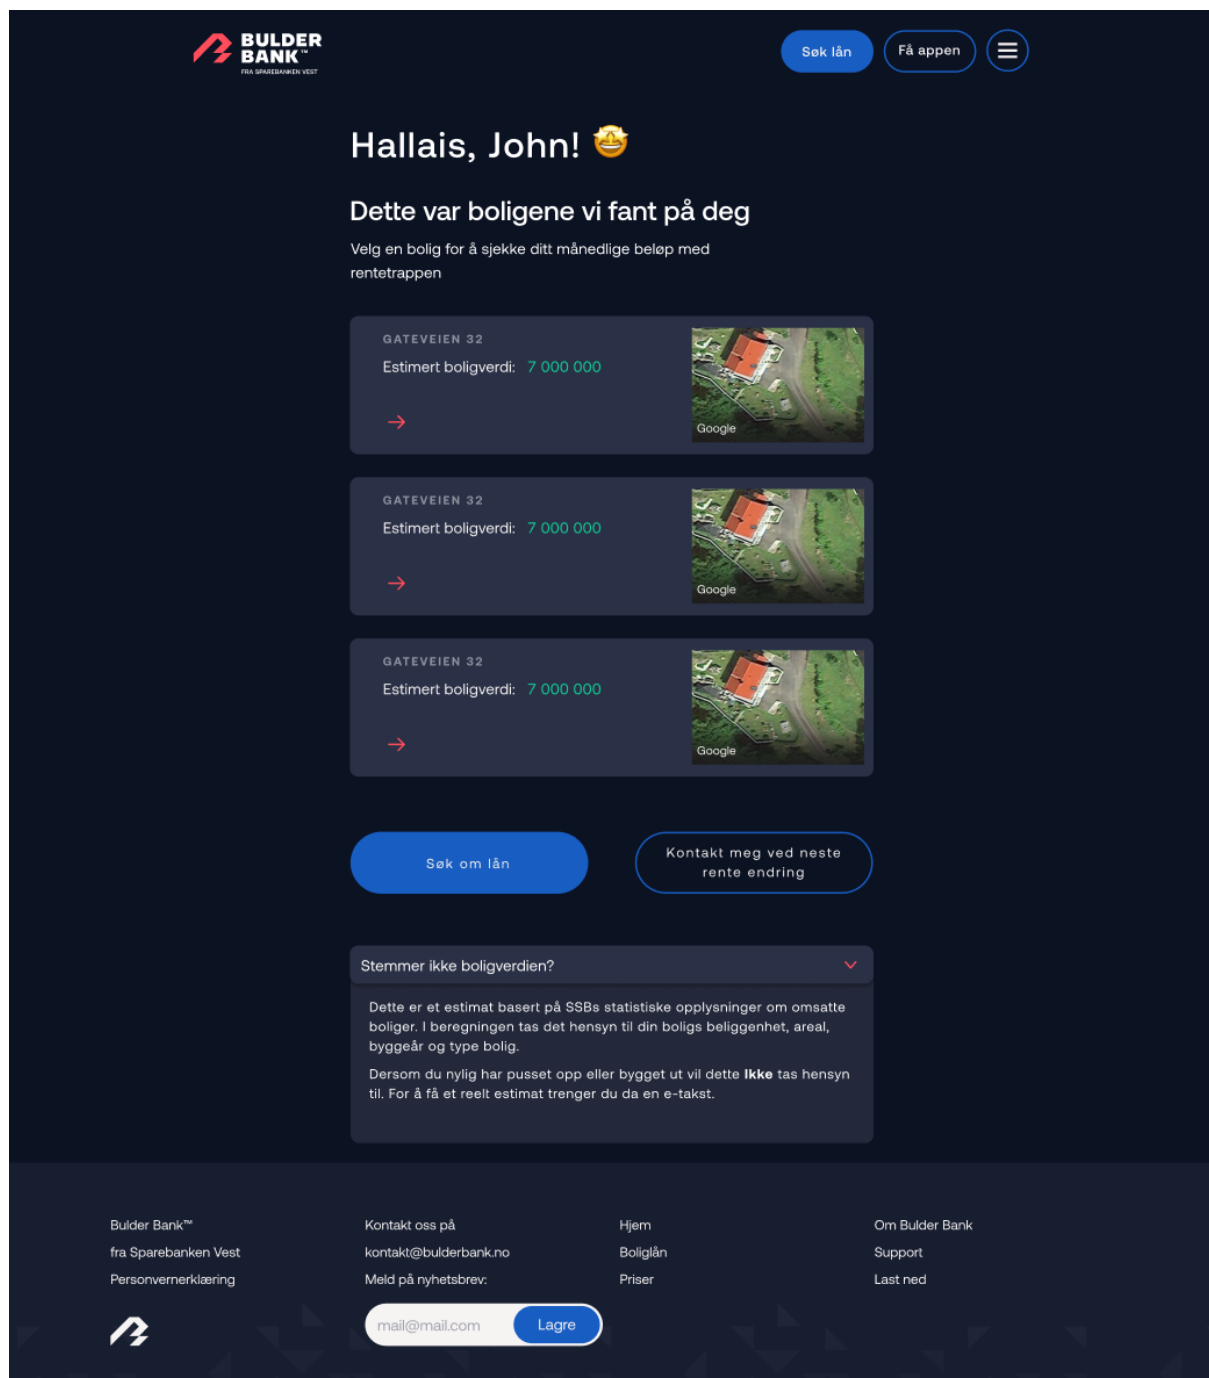 BULDER
BANK™
FRA SPAREBANKEN VEST
Søk lån
Få appen
Hallais, John! 🤩
Dette var boligene vi fant på deg
Velg en bolig for å sjekke ditt månedlige beløp med
rentetrappen
GATEVEIEN 32
Estimert boligverdi: 7 000 000
Google
GATEVEIEN 32
Estimert boligverdi: 7 000 000
Google
GATEVEIEN 32
Estimert boligverdi: 7 000 000
Google
Søk om lån
Kontakt meg ved neste
rente endring
Stemmer ikke boligverdien?
Dette er et estimat basert på SSBs statistiske opplysninger om omsatte
boliger. I beregningen tas det hensyn til din boligs beliggenhet, areal,
byggeår og type bolig.
Dersom du nylig har pusset opp eller bygget ut vil dette Ikke tas hensyn
til. For å få et reelt estimat trenger du da en e-takst.
Bulder Bank™
fra Sparebanken Vest
Personvernerklæring
Kontakt oss på
kontakt@bulderbank.no
Meld på nyhetsbrev:
mail@mail.com
Lagre
Hjem
Boliglån
Priser
Om Bulder Bank
Support
Last ned